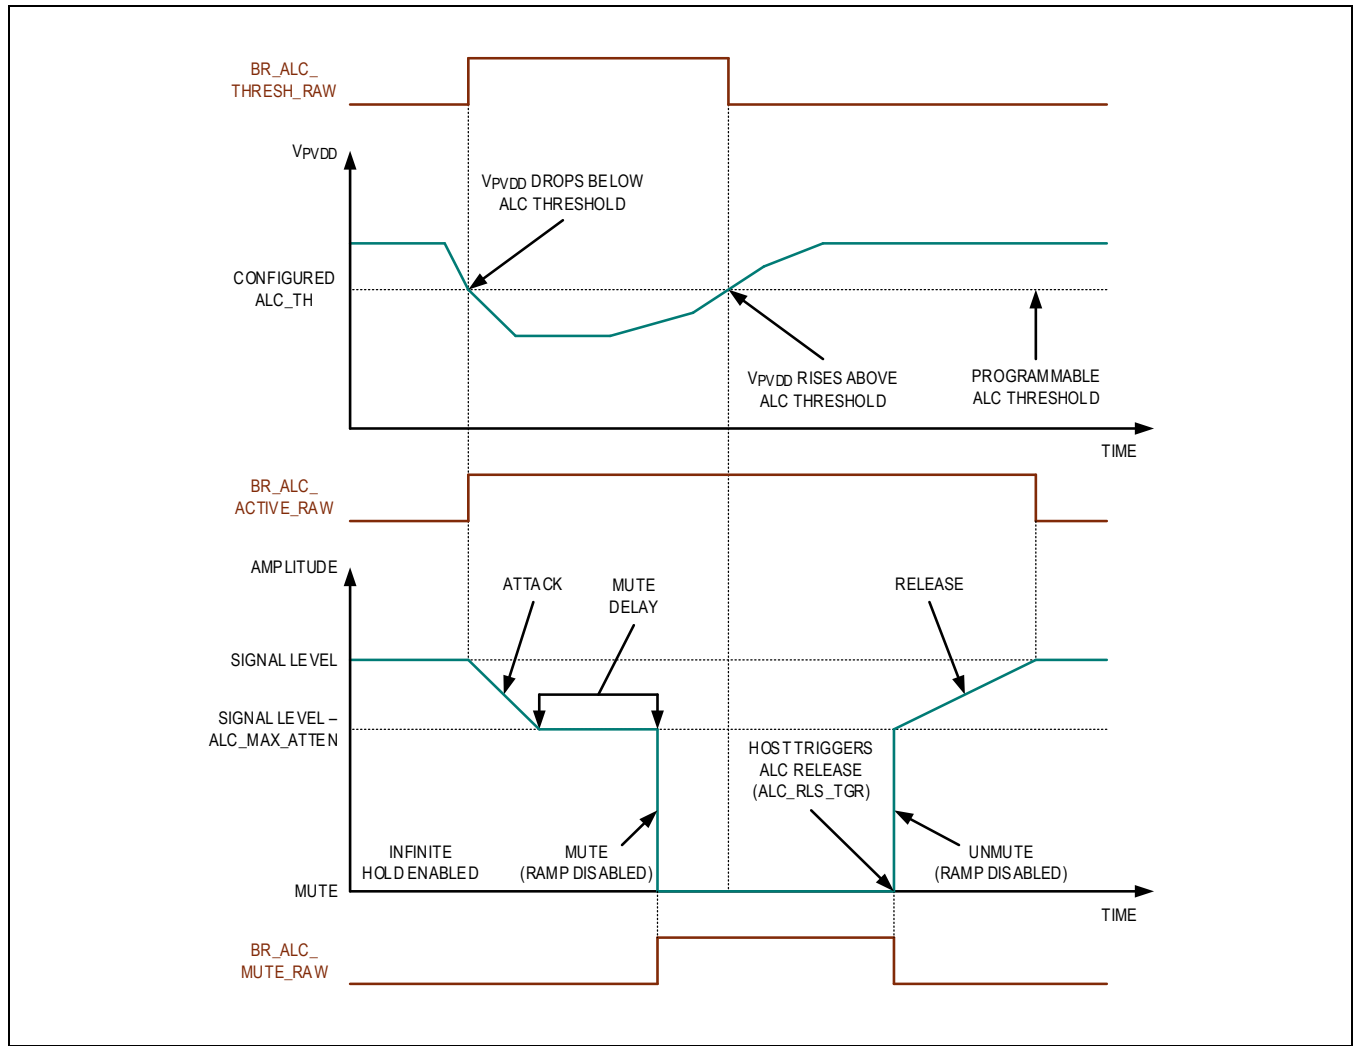 BR_ALC_
THRESH_RAW
VPVDD
VPVDD DROPS BELOW
ALC THRESHOLD
CONFIGURED
ALC_TH
VPVDD RISES ABOVE
ALC THRESHOLD
PROGRAMMABLE
ALC THRESHOLD
TIME
BR_ALC_
ACTIVE_RAW
AMPLITUDE
ATTACK
MUTE
DELAY
RELEASE
SIGNAL LEVEL
SIGNAL LEVEL –
ALC_MAX_ATTEN
HOST TRIGGERS
ALC RELEASE
(ALC_RLS_TGR)
INFINITE
HOLD ENABLED
MUTE
(RAMP DISABLED)
UNMUTE
(RAMP DISABLED)
MUTE
TIME
BR_ALC_
MUTE_RAW